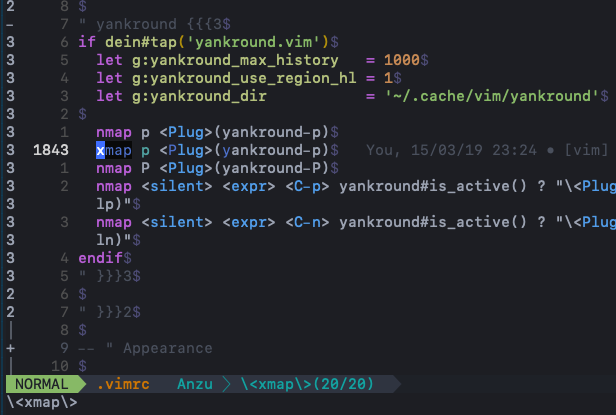 2 8 $
- 7 " yankround {{{3$
3 6 if dein#tap('yankround.vim')$
3 5 let g:yankround_max_history = 1000$
3 4 let g:yankround_use_region_hl = 1$
3 3 let g:yankround_dir = '~/.cache/vim/yankround'$
3 2 $
3 1 nmap p <Plug>(yankround-p)$
3 1843 xmap p <Plug>(yankround-p)$ You, 15/03/19 23:24 • [vim]
3 1 nmap P <Plug>(yankround-P)$
3 2 nmap <silent> <expr> <C-p> yankround#is_active() ? "\<Plug
3 lp)"$
3 3 nmap <silent> <expr> <C-n> yankround#is_active() ? "\<Plug
3 ln)"$
3 4 endif$
3 5 " }}}3$
2 6 $
2 7 " }}}2$
│ 8 $
+ 9 -- " Appearance
│ 10 $
NORMAL .vimrc Anzu \<xmap\>(20/20)
\<xmap\>